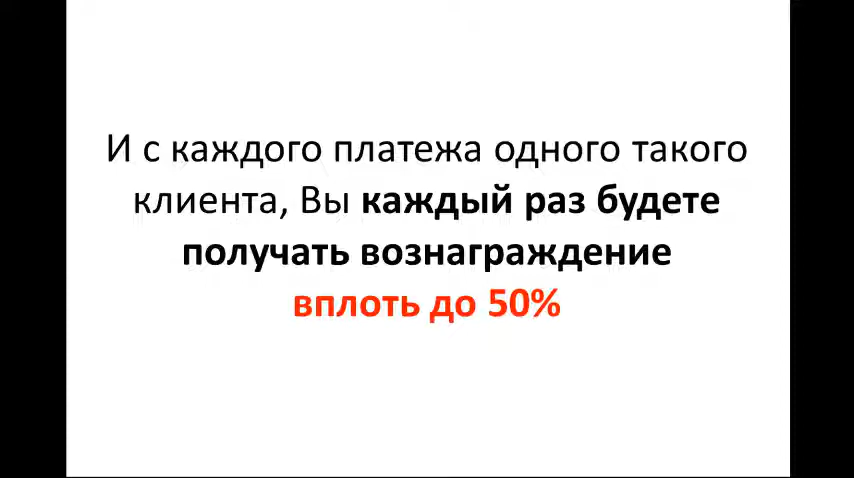 И с каждого платежа одного такого
клиента, Вы каждый раз будете
получать вознаграждение
вплоть до 50%